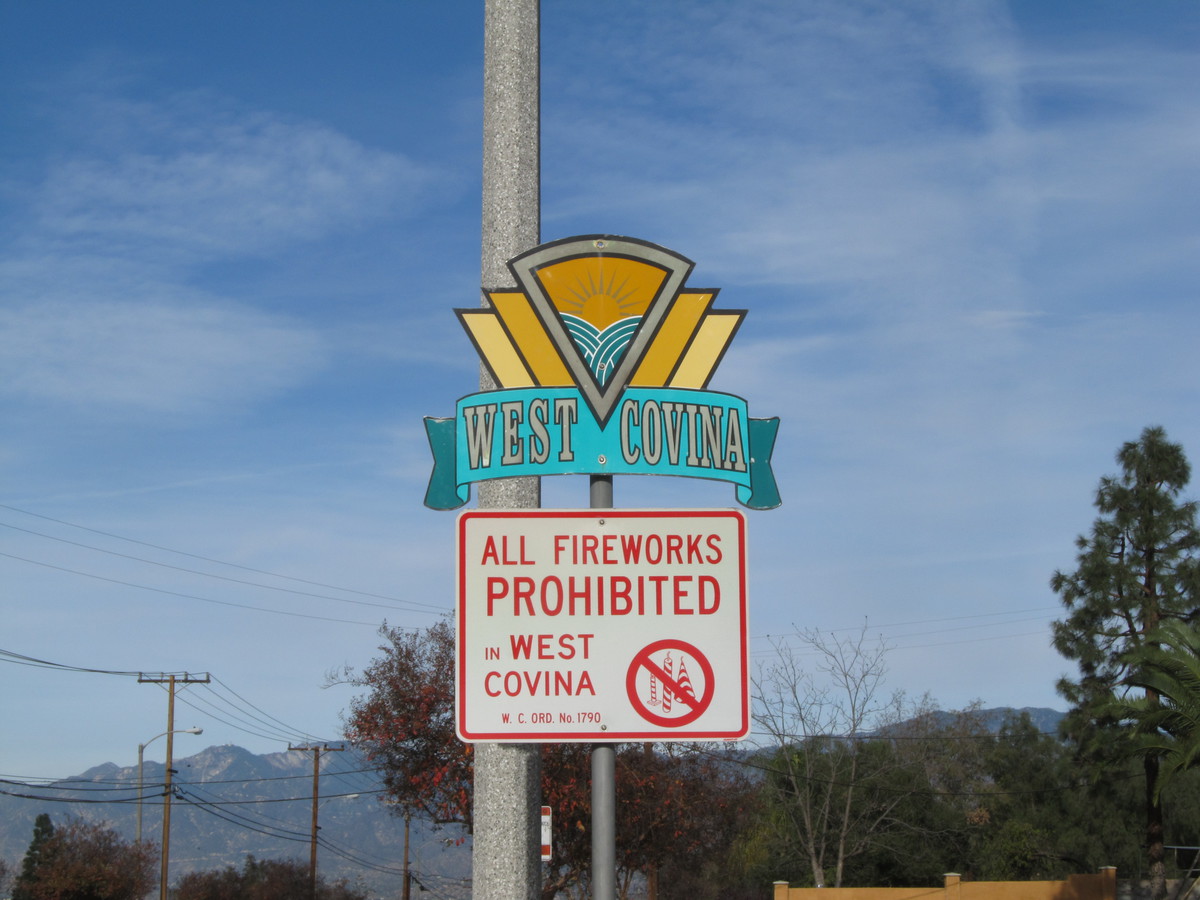 WEST COVINA
ALL FIREWORKS
PROHIBITED
IN WEST
COVINA
W. C. ORD. No. 1790